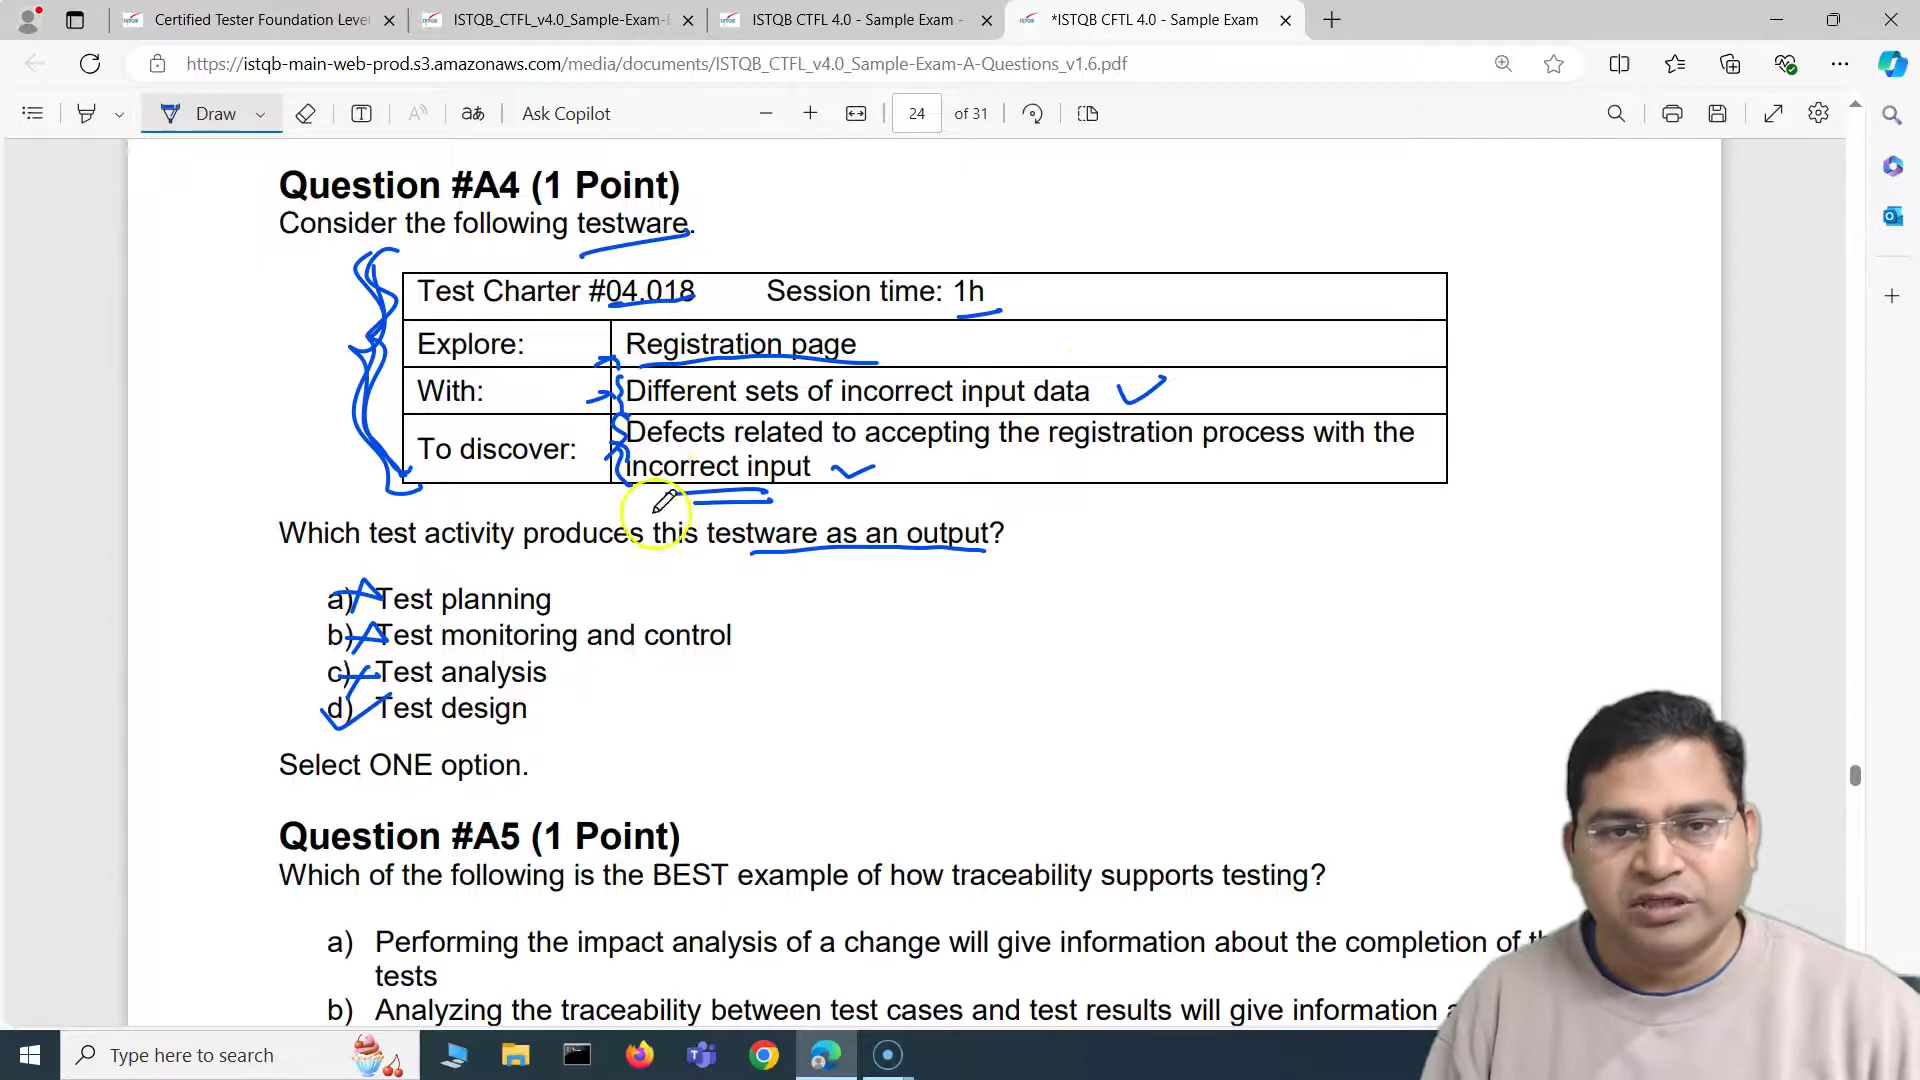 Certified Tester Foundation Leve
ISTQB_CTFL_v4.0_Sample-Exam-
ISTQB CTFL 4.0 - Sample Exam -
*ISTQB CFTL 4.0 - Sample Exam
https://istqb-main-web-prod.s3.amazonaws.com/media/documents/ISTQB_CTFL_v4.0_Sample-Exam-A-Questions_v1.6.pdf
Draw
Ask Copilot
24 of 31
Question #A4 (1 Point)
Consider the following testware.
Test Charter #04.018 Session time: 1h
Explore: Registration page
With: Different sets of incorrect input data
To discover: Defects related to accepting the registration process with the
incorrect input
Which test activity produces this testware as an output?
a) Test planning
b) Test monitoring and control
c) Test analysis
d) Test design
Select ONE option.
Question #A5 (1 Point)
Which of the following is the BEST example of how traceability supports testing?
a) Performing the impact analysis of a change will give information about the completion of
tests
b) Analyzing the traceability between test cases and test results will give information
Type here to search